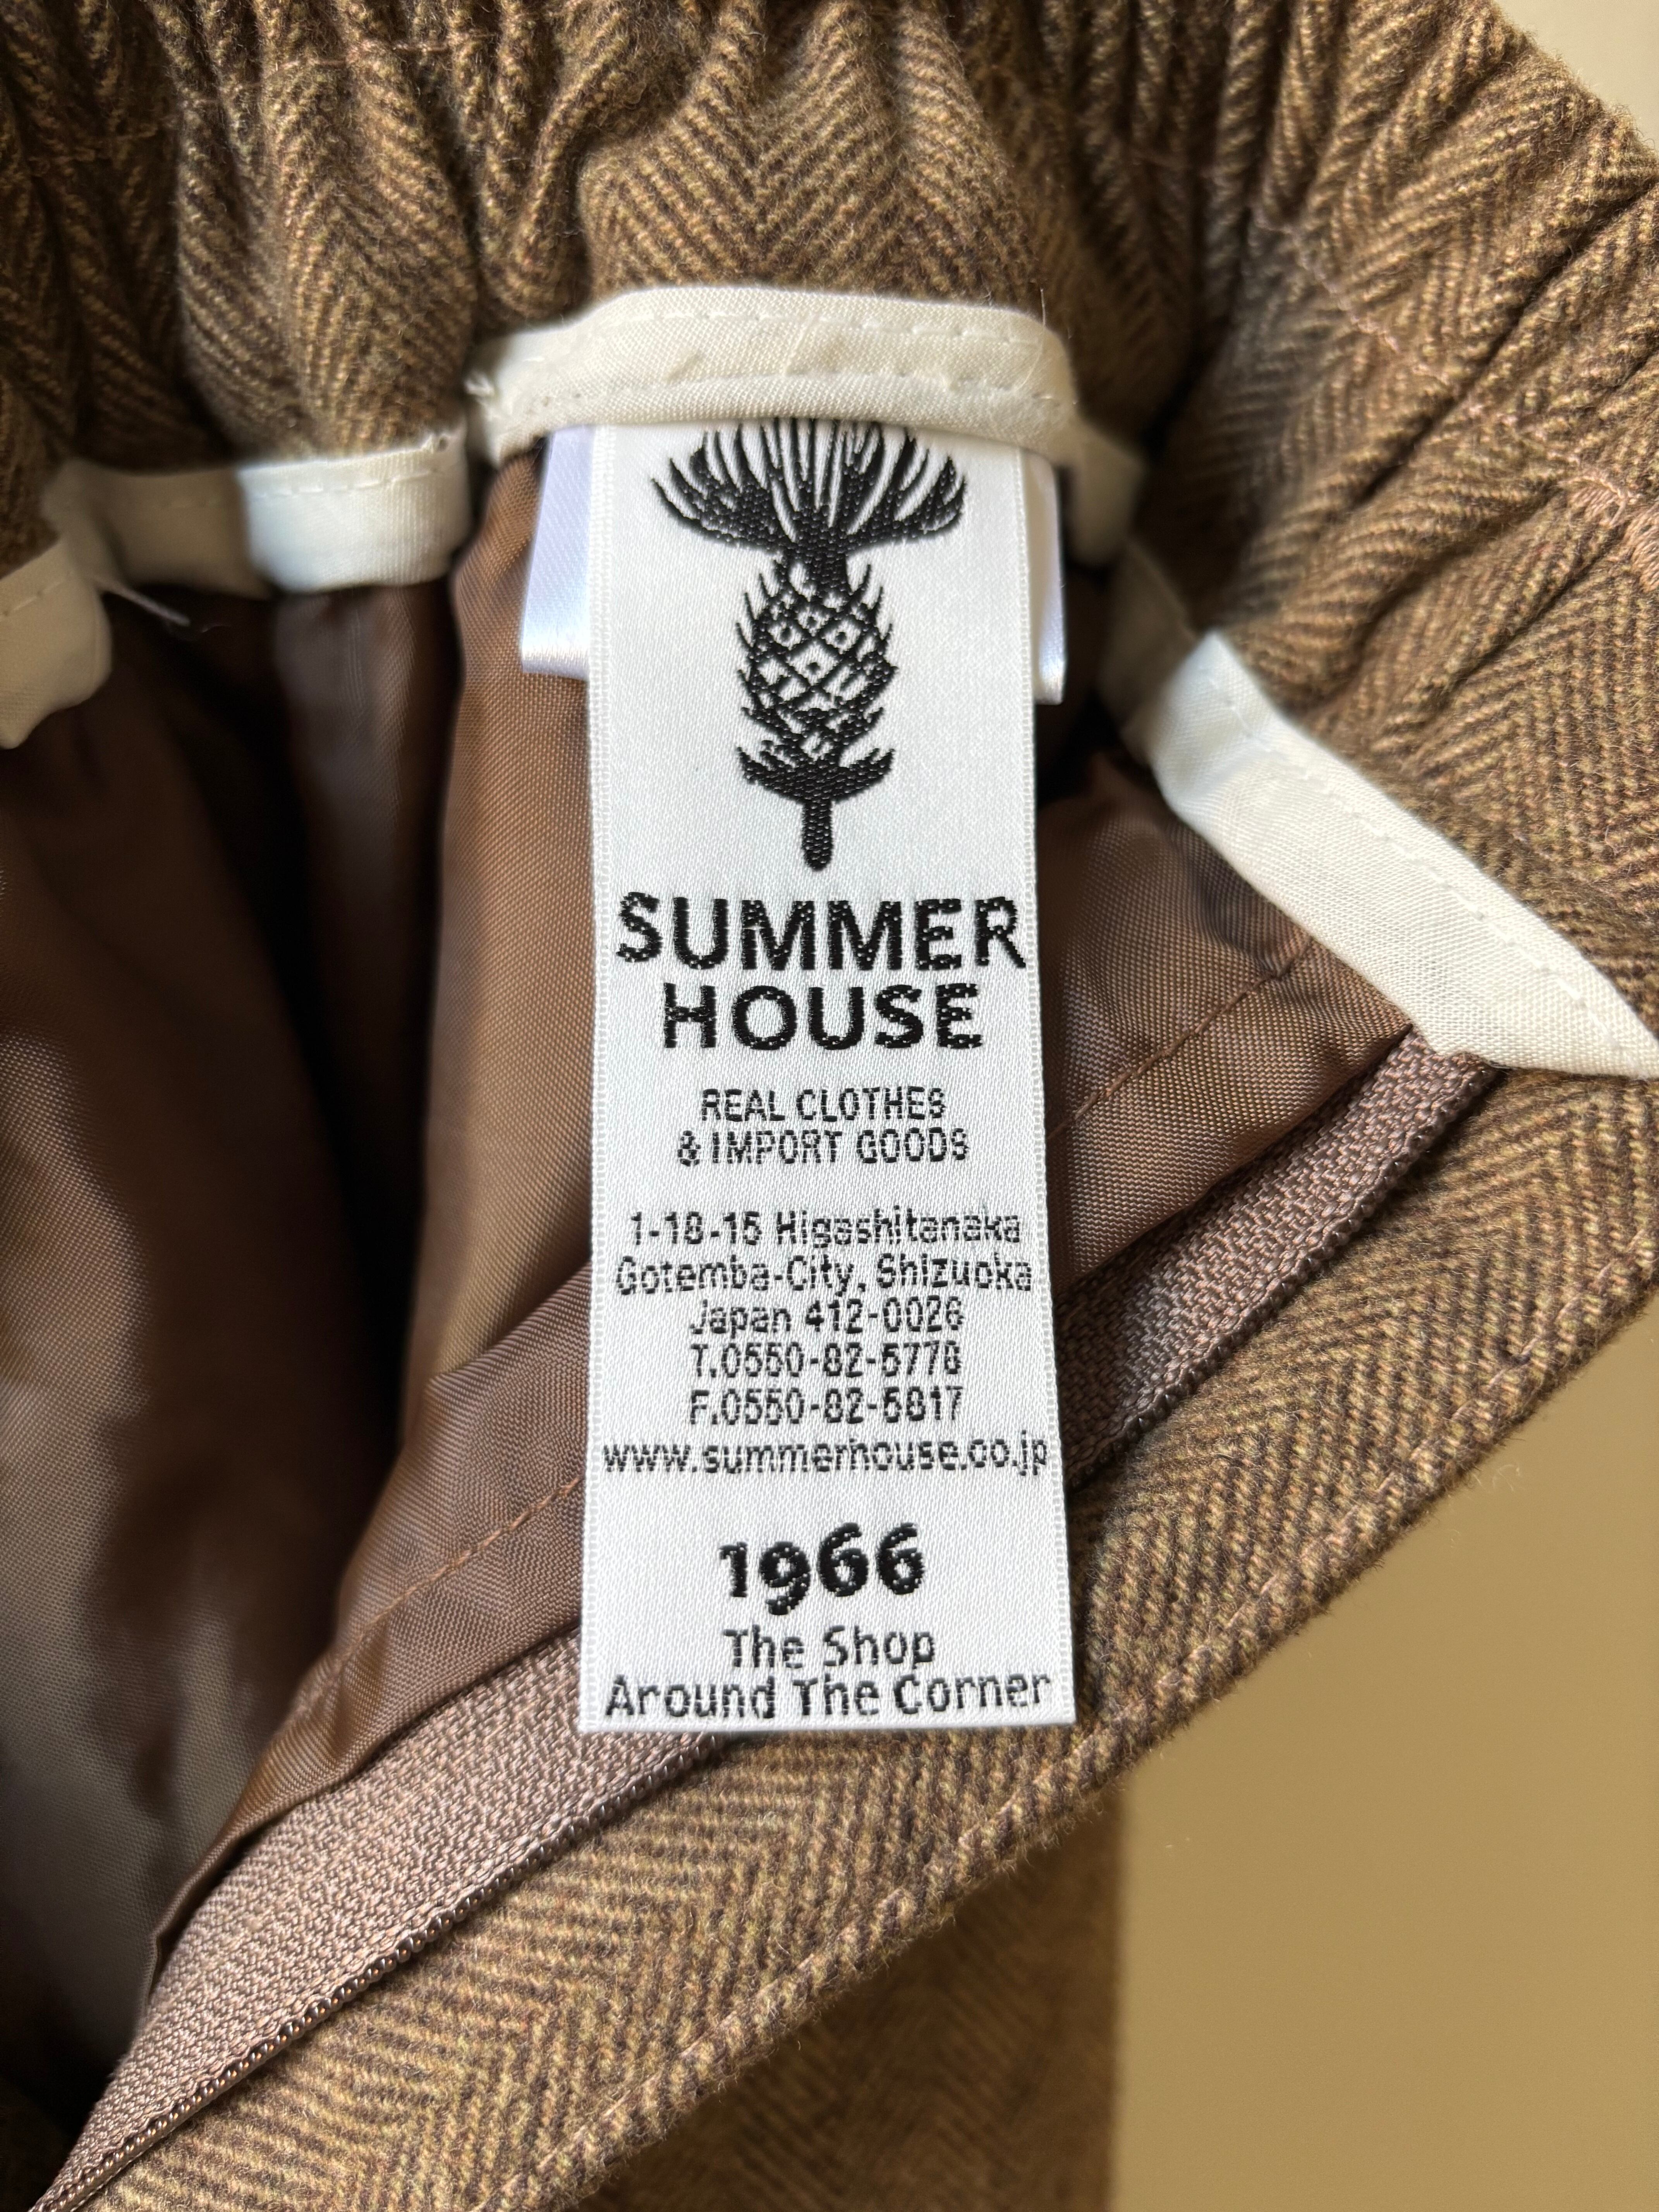 SUMMER
HOUSE
REAL CLOTHES
& IMPORT GOODS
1-18-15 Higashitanaka
Gotemba-City, Shizuoka
Japan 412-0026
T.0550-82-5778
F.0550-82-5817
www.summerhouse.co.jp
1966
The Shop
Around The Corner